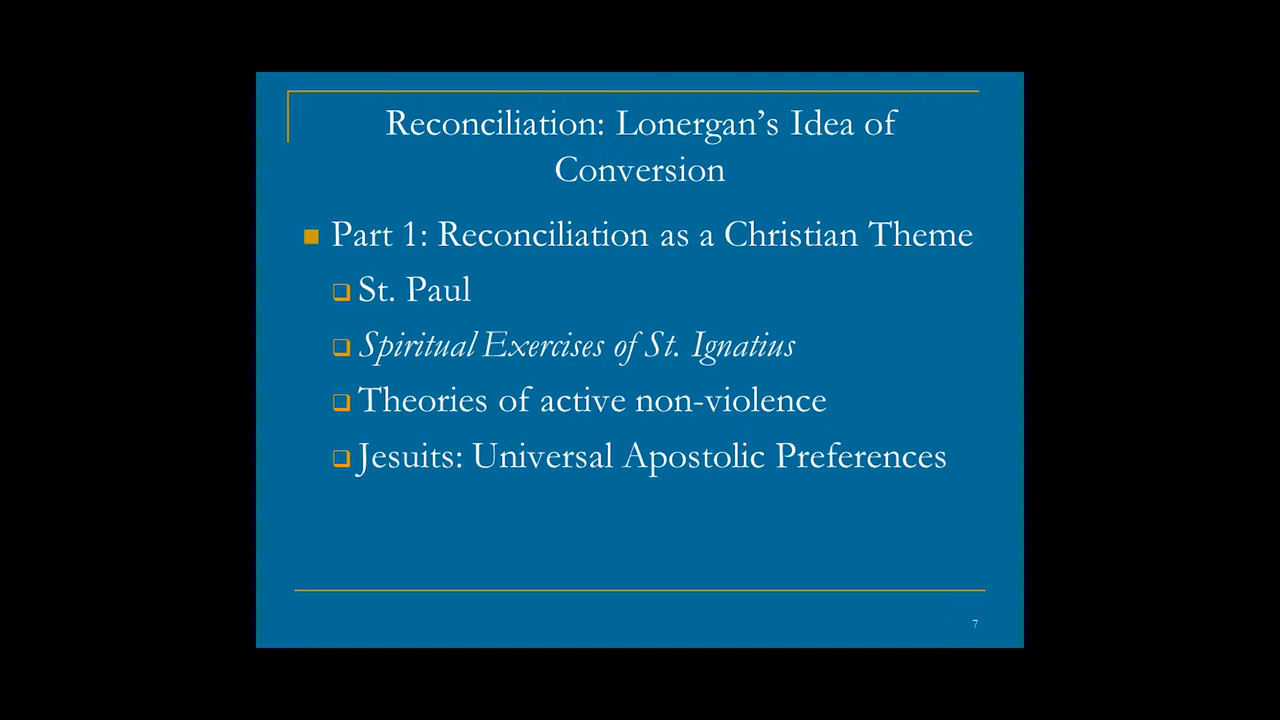 Reconciliation: Lonergan’s Idea of
Conversion
Part 1: Reconciliation as a Christian Theme
St. Paul
Spiritual Exercises of St. Ignatius
Theories of active non-violence
Jesuits: Universal Apostolic Preferences
7